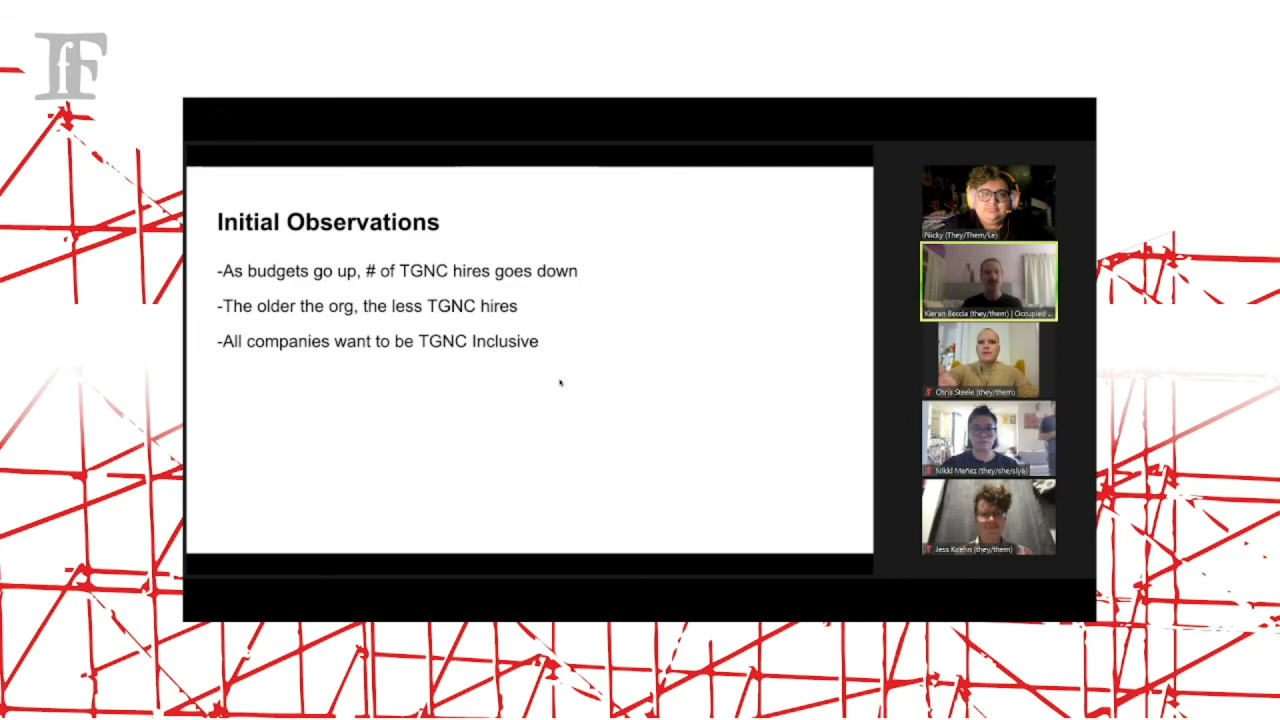 fF
Initial Observations
-As budgets go up, # of TGNC hires goes down
-The older the org, the less TGNC hires
-All companies want to be TGNC Inclusive
Nicky (They/Them/Le)
Kieran Beccia (they/them) | Occupied ...
Chris Steele (they/them)
Nikki Meñez (they/she/siya)
Jess Koehn (they/them)